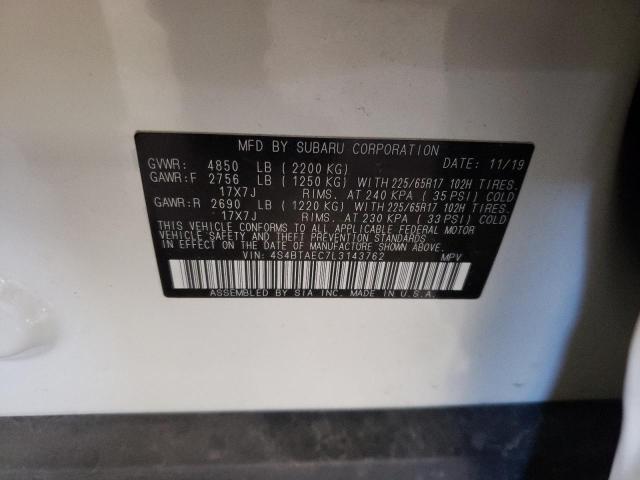 MFD BY SUBARU CORPORATION
GVWR: 4850 LB (2200 KG) DATE: 11/19
GAWR:F 2756 LB (1250 KG) WITH 225/65R17 102H TIRES.
17X7J RIMS. AT 240 KPA (35 PSI) COLD
GAWR:R 2690 LB (1220 KG) WITH 225/65R17 102H TIRES.
17X7J RIMS. AT 230 KPA (33 PSI) COLD
THIS VEHICLE CONFORMS TO ALL APPLICABLE FEDERAL MOTOR
VEHICLE SAFETY AND THEFT PREVENTION STANDARDS
IN EFFECT ON THE DATE OF MANUFACTURE SHOWN ABOVE.
VIN: 4S4BTAEC7L3143762 MPV
ASSEMBLED BY SIA INC. MADE IN U.S.A.